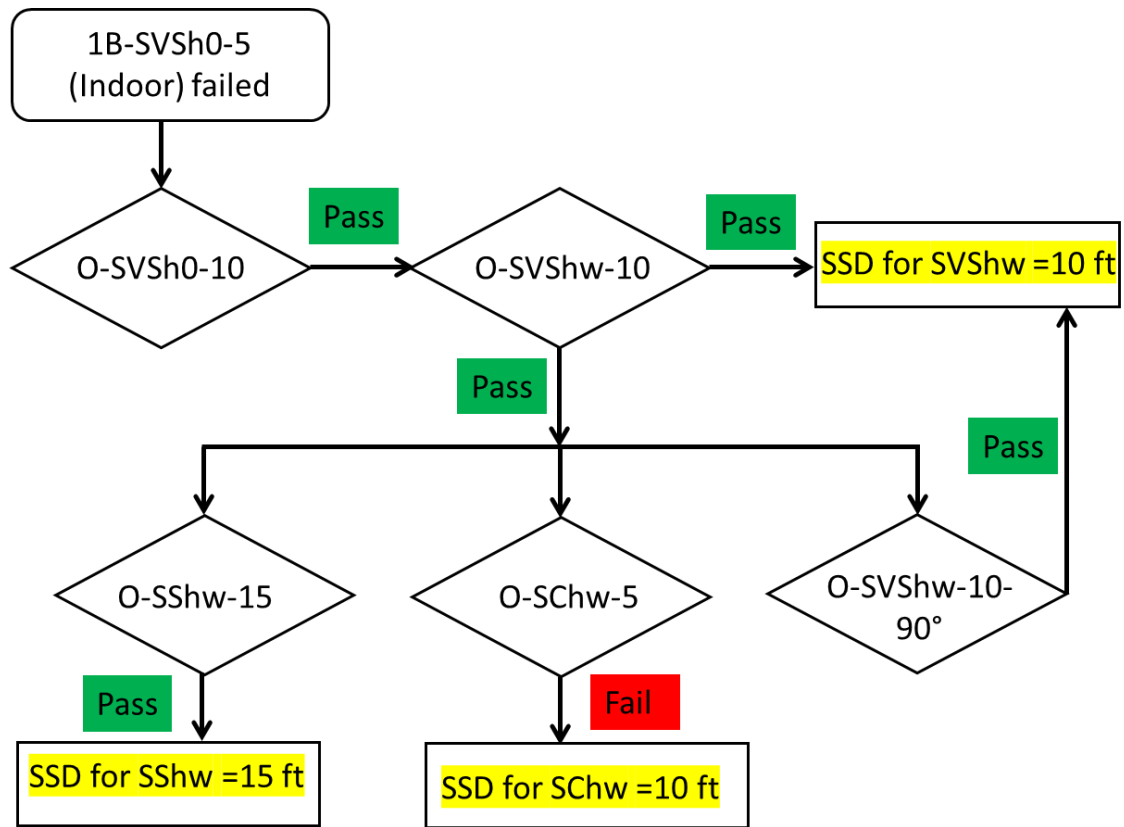 1B-SVSh0-5
(Indoor) failed
Pass
Pass
O-SVSh0-10
O-SVShw-10
SSD for SVShw =10 ft
Pass
Pass
O-SShw-15
O-SChw-5
O-SVShw-10-
90°
Pass
Fail
SSD for SShw =15 ft
SSD for SChw =10 ft